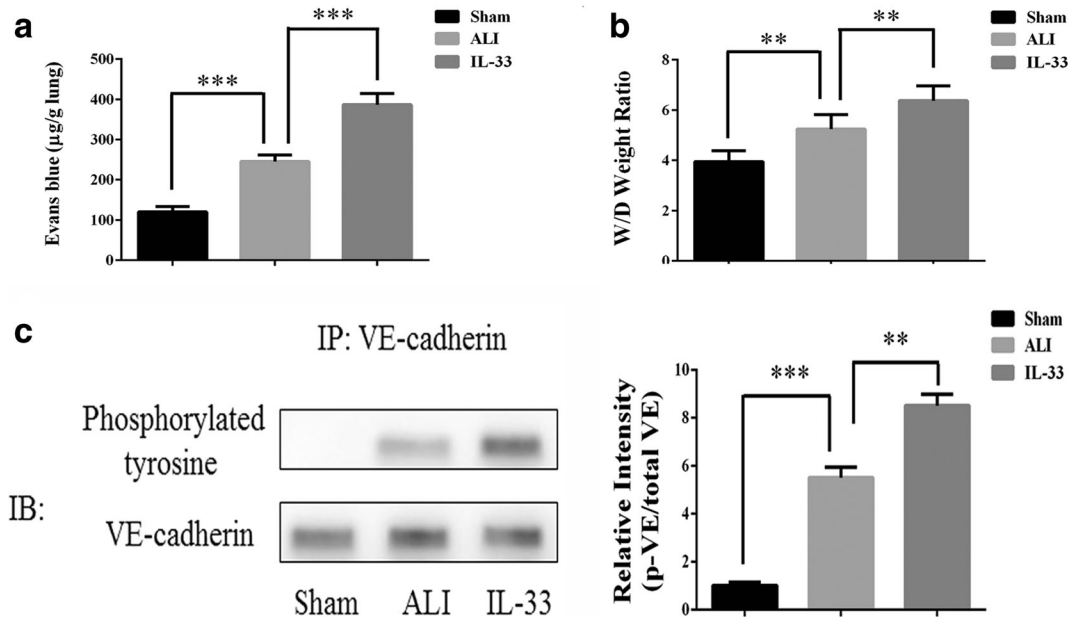 a
Sham
ALI
IL-33
***
***
Evans blue (µg/g lung)
500
400
300
200
100
0
b
Sham
ALI
IL-33
**
**
W/D Weight Ratio
8
6
4
2
0
c
IP: VE-cadherin
Phosphorylated
tyrosine
IB:
VE-cadherin
Sham ALI IL-33
Sham
ALI
IL-33
***
**
Relative Intensity
(p-VE/total VE)
10
8
6
4
2
0